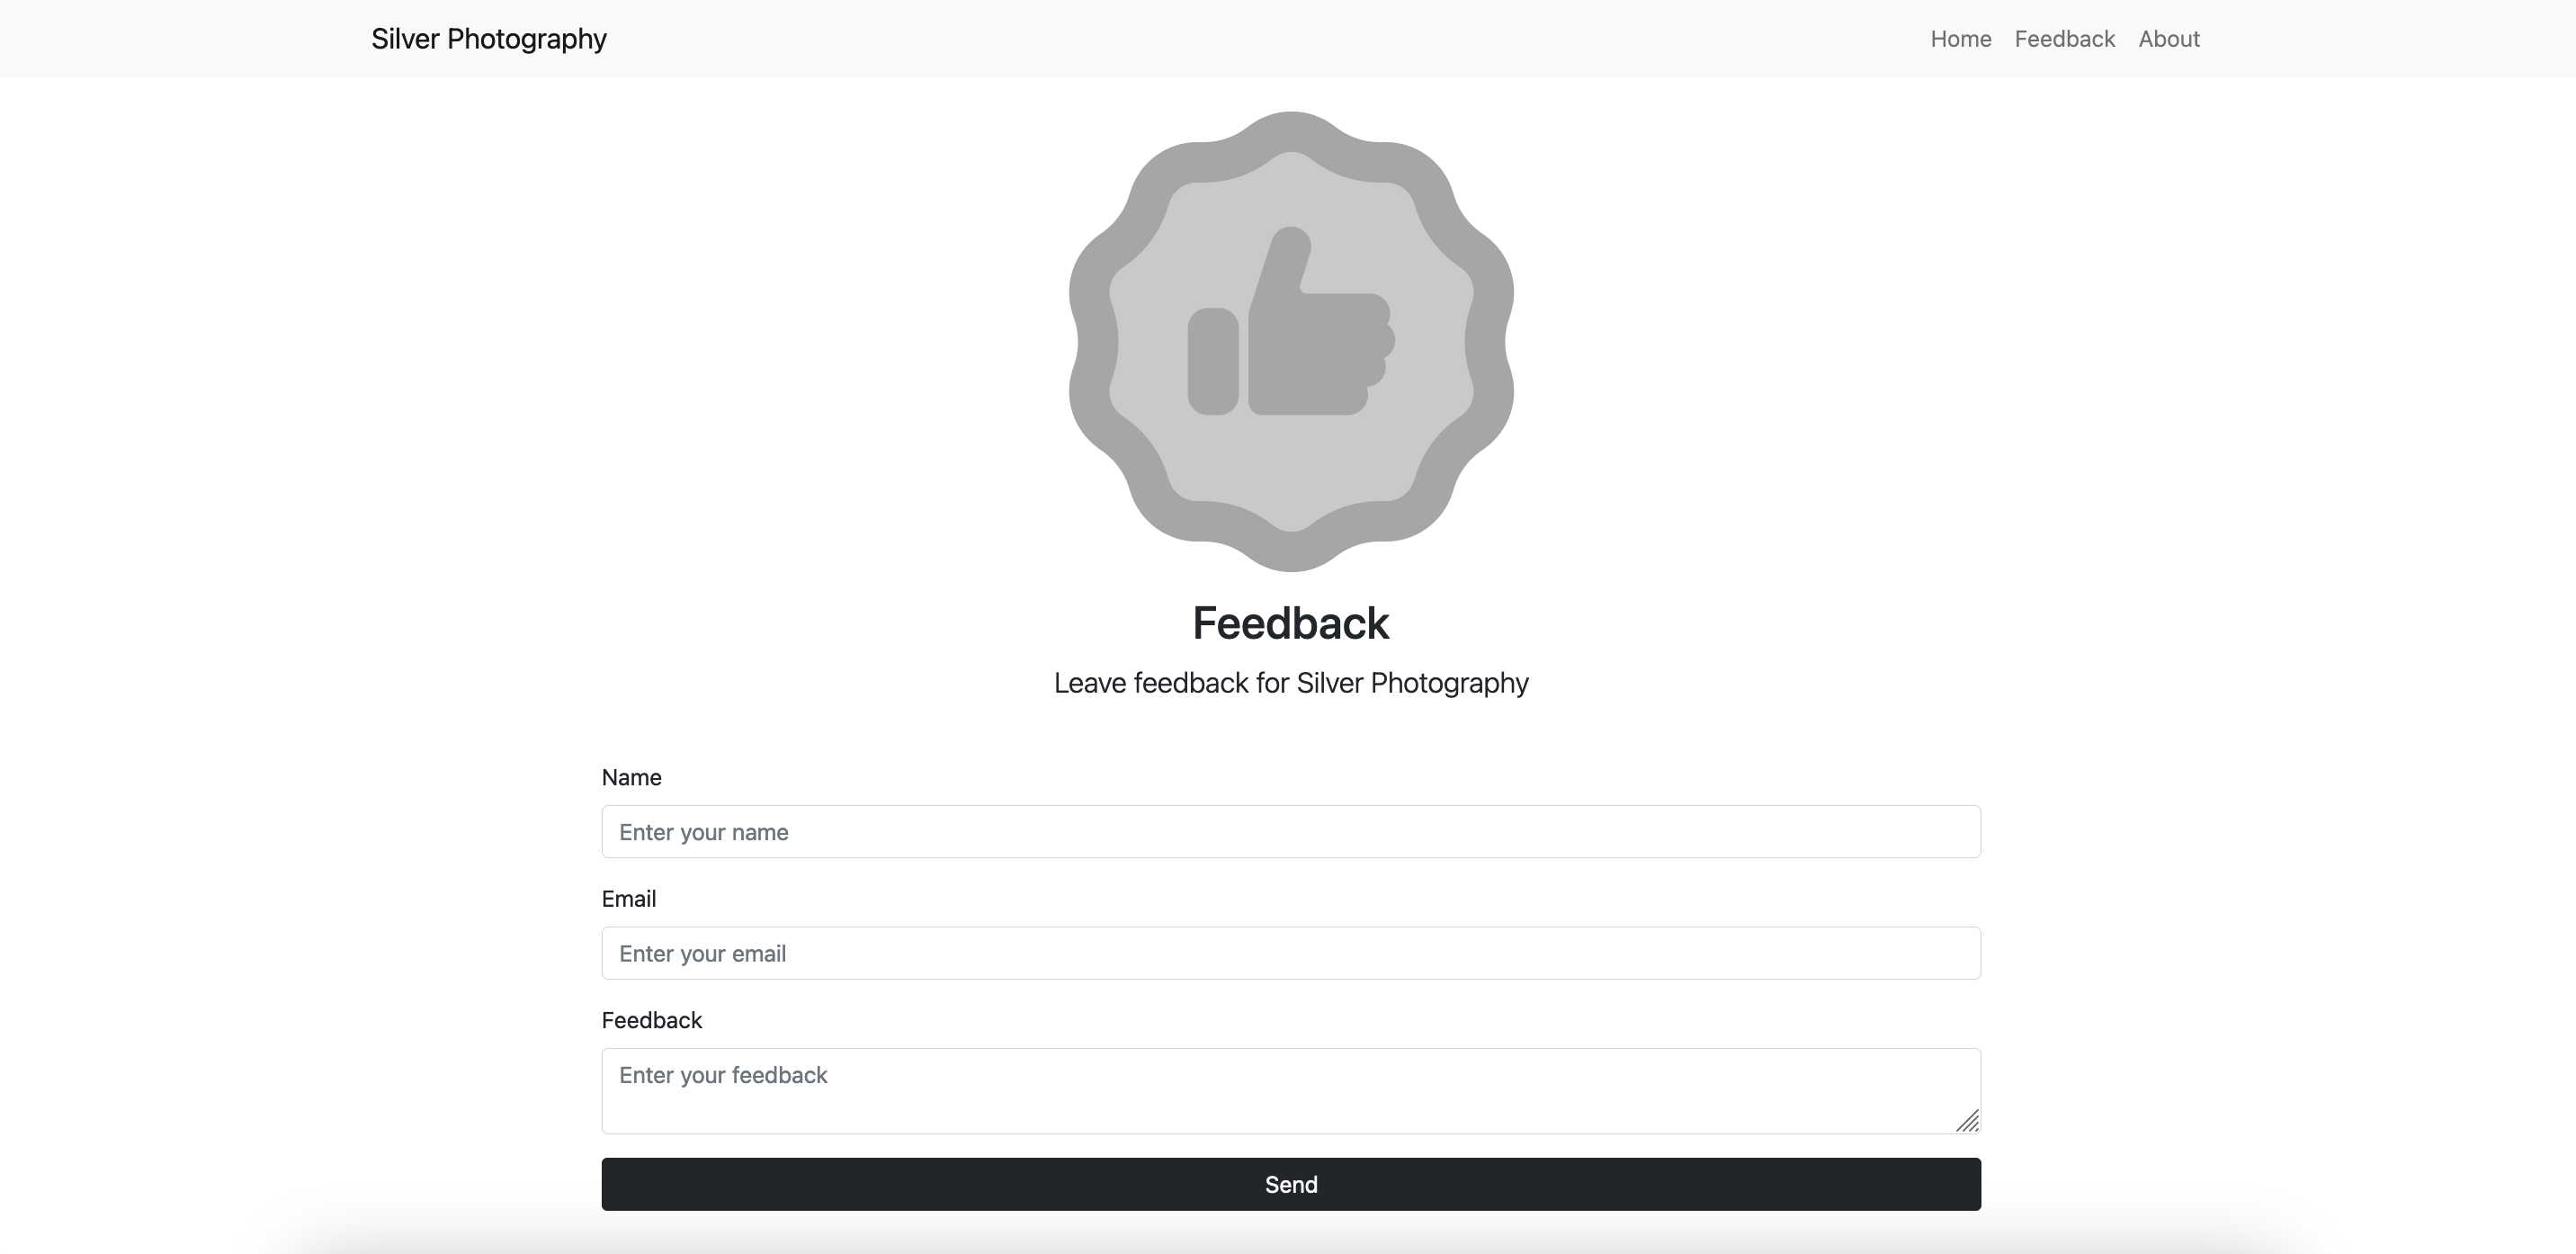 Silver Photography
Home Feedback About
Feedback
Leave feedback for Silver Photography
Name
Enter your name
Email
Enter your email
Feedback
Enter your feedback
Send